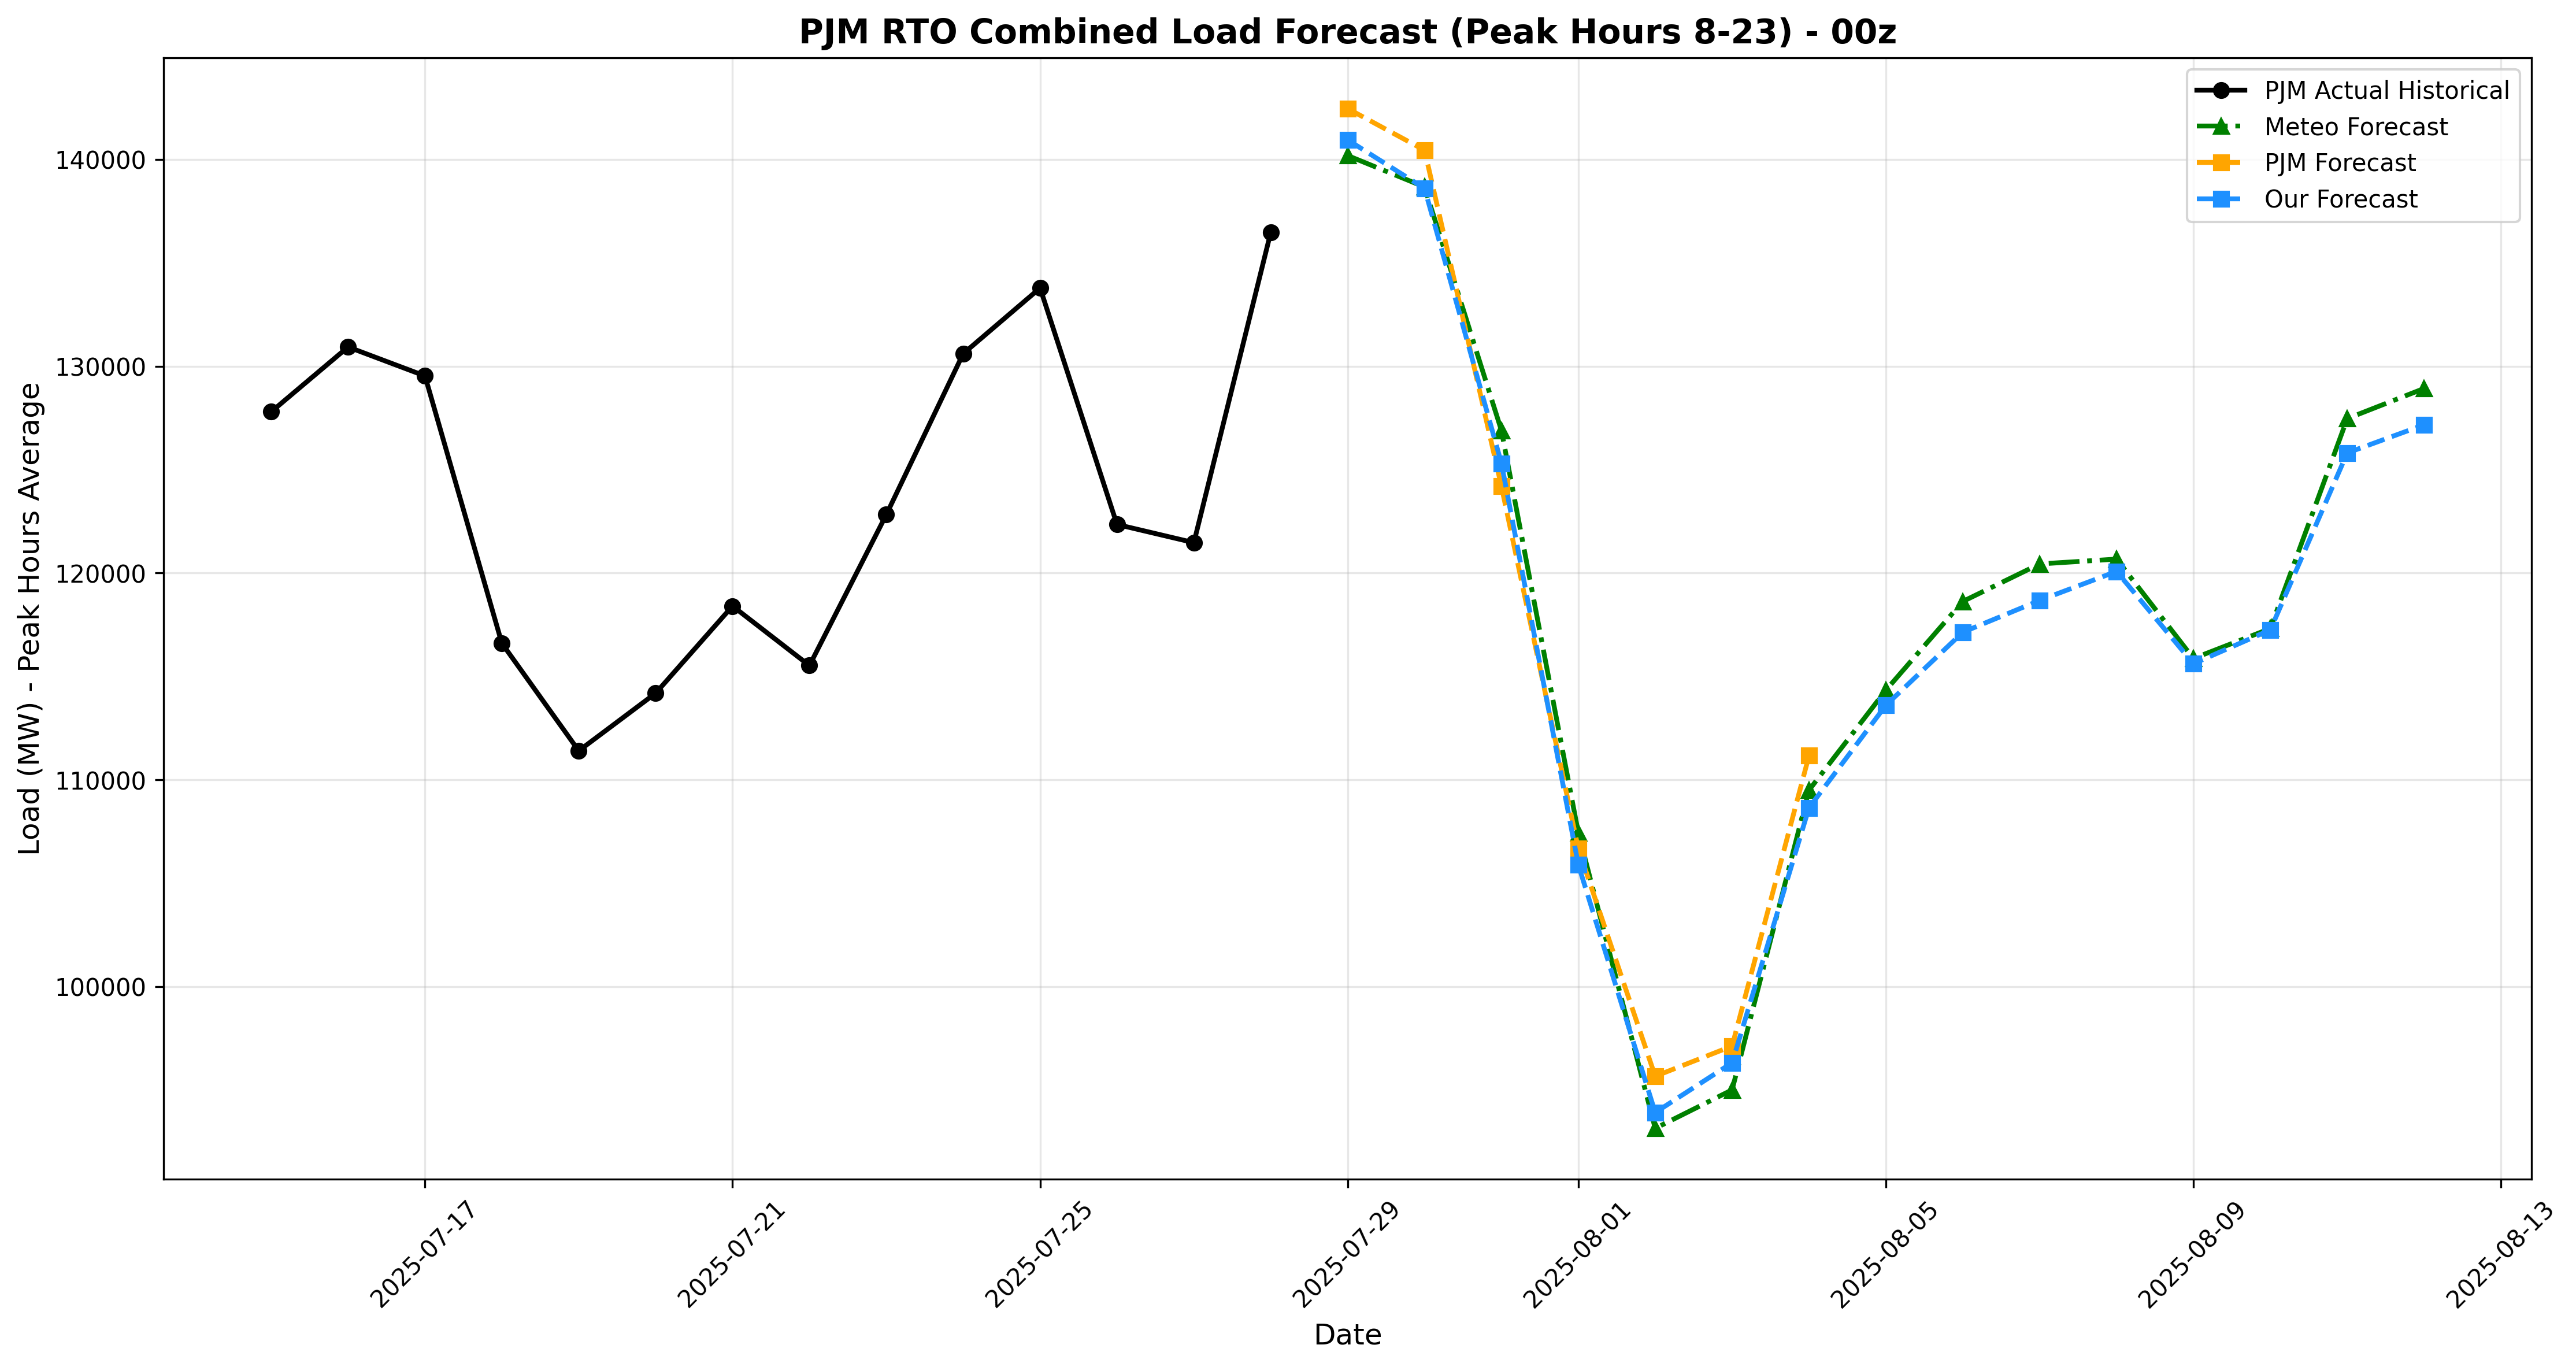 PJM RTO Combined Load Forecast (Peak Hours 8-23) - 00z
PJM Actual Historical
Meteo Forecast
PJM Forecast
Our Forecast
Load (MW) - Peak Hours Average
140000
130000
120000
110000
100000
2025-07-17
2025-07-21
2025-07-25
2025-07-29
2025-08-01
2025-08-05
2025-08-09
2025-08-13
Date